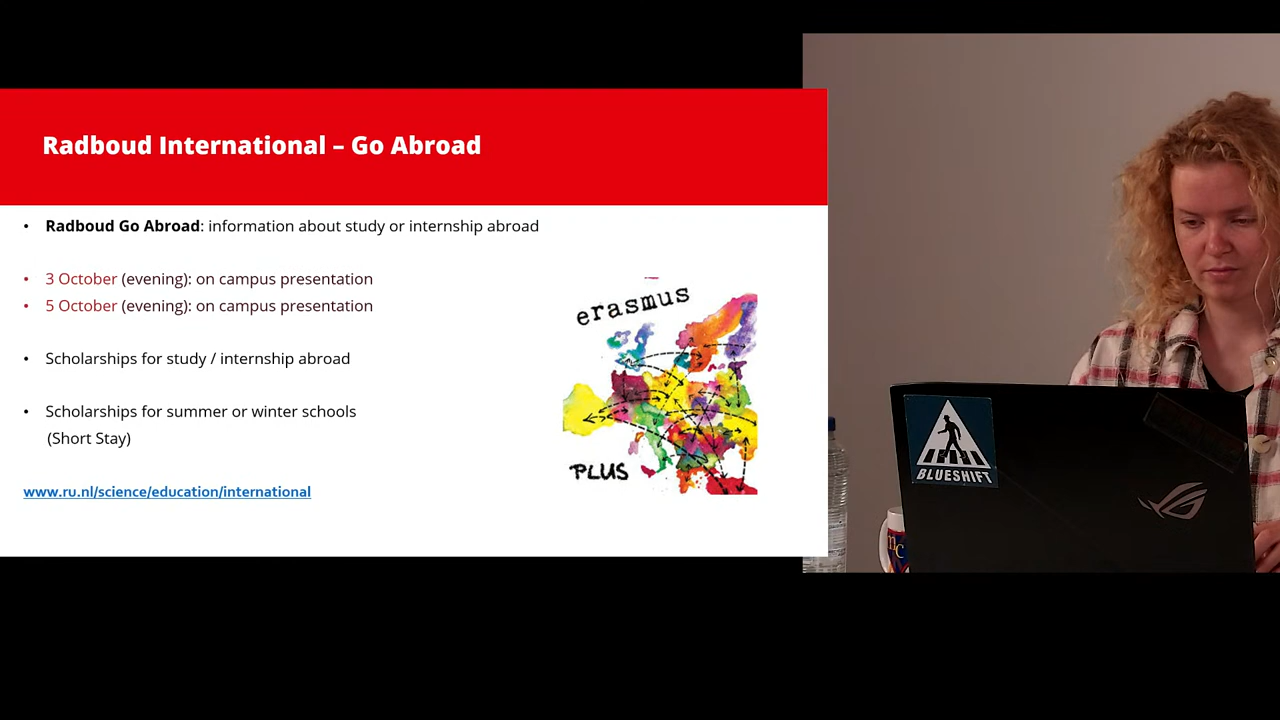 Radboud International – Go Abroad
• Radboud Go Abroad: information about study or internship abroad
• 3 October (evening): on campus presentation
• 5 October (evening): on campus presentation
• Scholarships for study / internship abroad
• Scholarships for summer or winter schools
(Short Stay)
www.ru.nl/science/education/international
erasmus
PLUS
BLUESHIFT